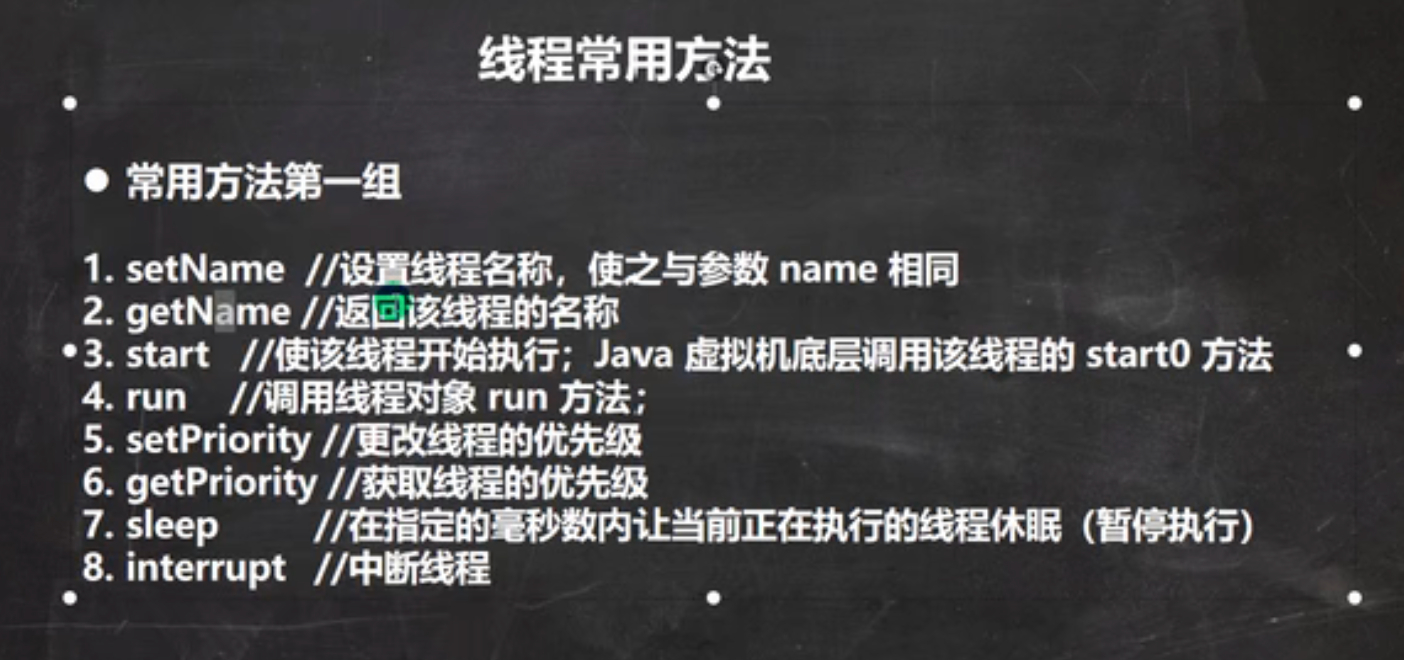 线程常用方法
● 常用方法第一组
1. setName //设置线程名称，使之与参数 name 相同
2. getName //返回该线程的名称
3. start //使该线程开始执行；Java 虚拟机底层调用该线程的 start0 方法
4. run //调用线程对象 run 方法；
5. setPriority //更改线程的优先级
6. getPriority //获取线程的优先级
7. sleep //在指定的毫秒数内让当前正在执行的线程休眠（暂停执行）
8. interrupt //中断线程